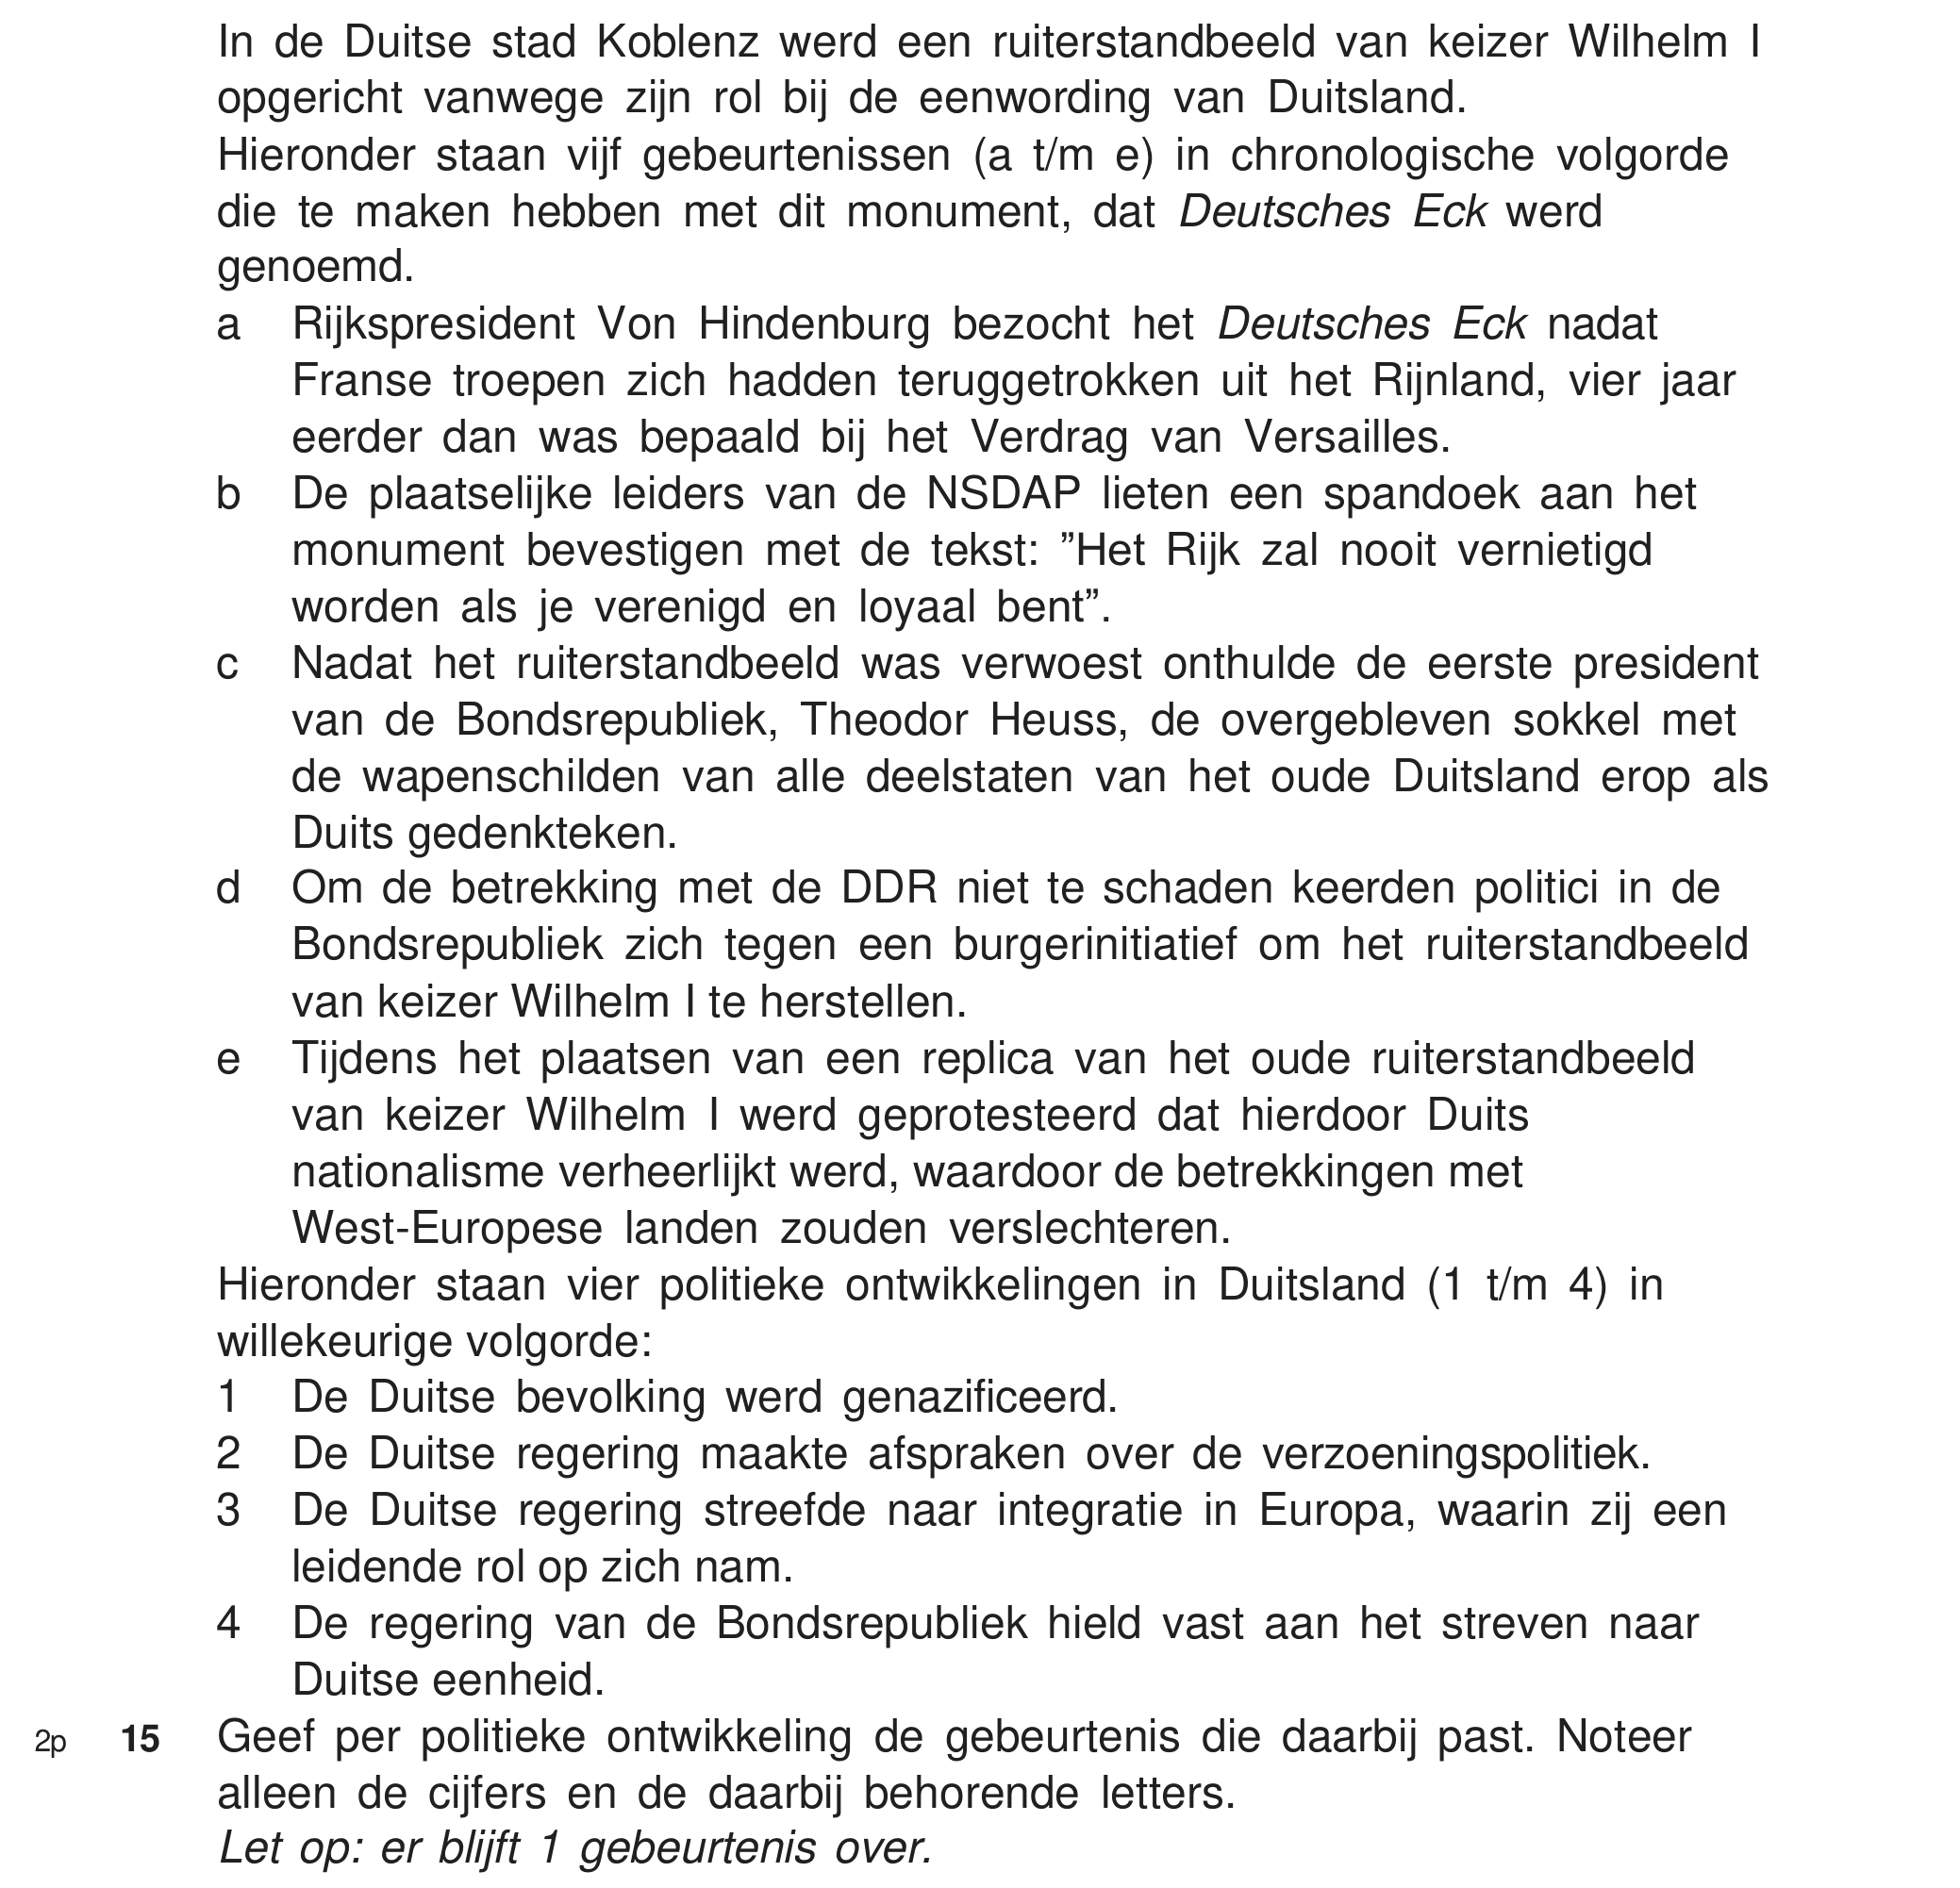 In de Duitse stad Koblenz werd een ruiterstandbeeld van keizer Wilhelm I
opgericht vanwege zijn rol bij de eenwording van Duitsland.
Hieronder staan vijf gebeurtenissen (a t/m e) in chronologische volgorde
die te maken hebben met dit monument, dat Deutsches Eck werd
genoemd.
a Rijkspresident Von Hindenburg bezocht het Deutsches Eck nadat
Franse troepen zich hadden teruggetrokken uit het Rijnland, vier jaar
eerder dan was bepaald bij het Verdrag van Versailles.
b De plaatselijke leiders van de NSDAP lieten een spandoek aan het
monument bevestigen met de tekst: ”Het Rijk zal nooit vernietigd
worden als je verenigd en loyaal bent”.
c Nadat het ruiterstandbeeld was verwoest onthulde de eerste president
van de Bondsrepubliek, Theodor Heuss, de overgebleven sokkel met
de wapenschilden van alle deelstaten van het oude Duitsland erop als
Duits gedenkteken.
d Om de betrekking met de DDR niet te schaden keerden politici in de
Bondsrepubliek zich tegen een burgerinitiatief om het ruiterstandbeeld
van keizer Wilhelm I te herstellen.
e Tijdens het plaatsen van een replica van het oude ruiterstandbeeld
van keizer Wilhelm I werd geprotesteerd dat hierdoor Duits
nationalisme verheerlijkt werd, waardoor de betrekkingen met
West-Europese landen zouden verslechteren.
Hieronder staan vier politieke ontwikkelingen in Duitsland (1 t/m 4) in
willekeurige volgorde:
1 De Duitse bevolking werd genazificeerd.
2 De Duitse regering maakte afspraken over de verzoeningspolitiek.
3 De Duitse regering streefde naar integratie in Europa, waarin zij een
leidende rol op zich nam.
4 De regering van de Bondsrepubliek hield vast aan het streven naar
Duitse eenheid.
2p 15 Geef per politieke ontwikkeling de gebeurtenis die daarbij past. Noteer
alleen de cijfers en de daarbij behorende letters.
Let op: er blijft 1 gebeurtenis over.